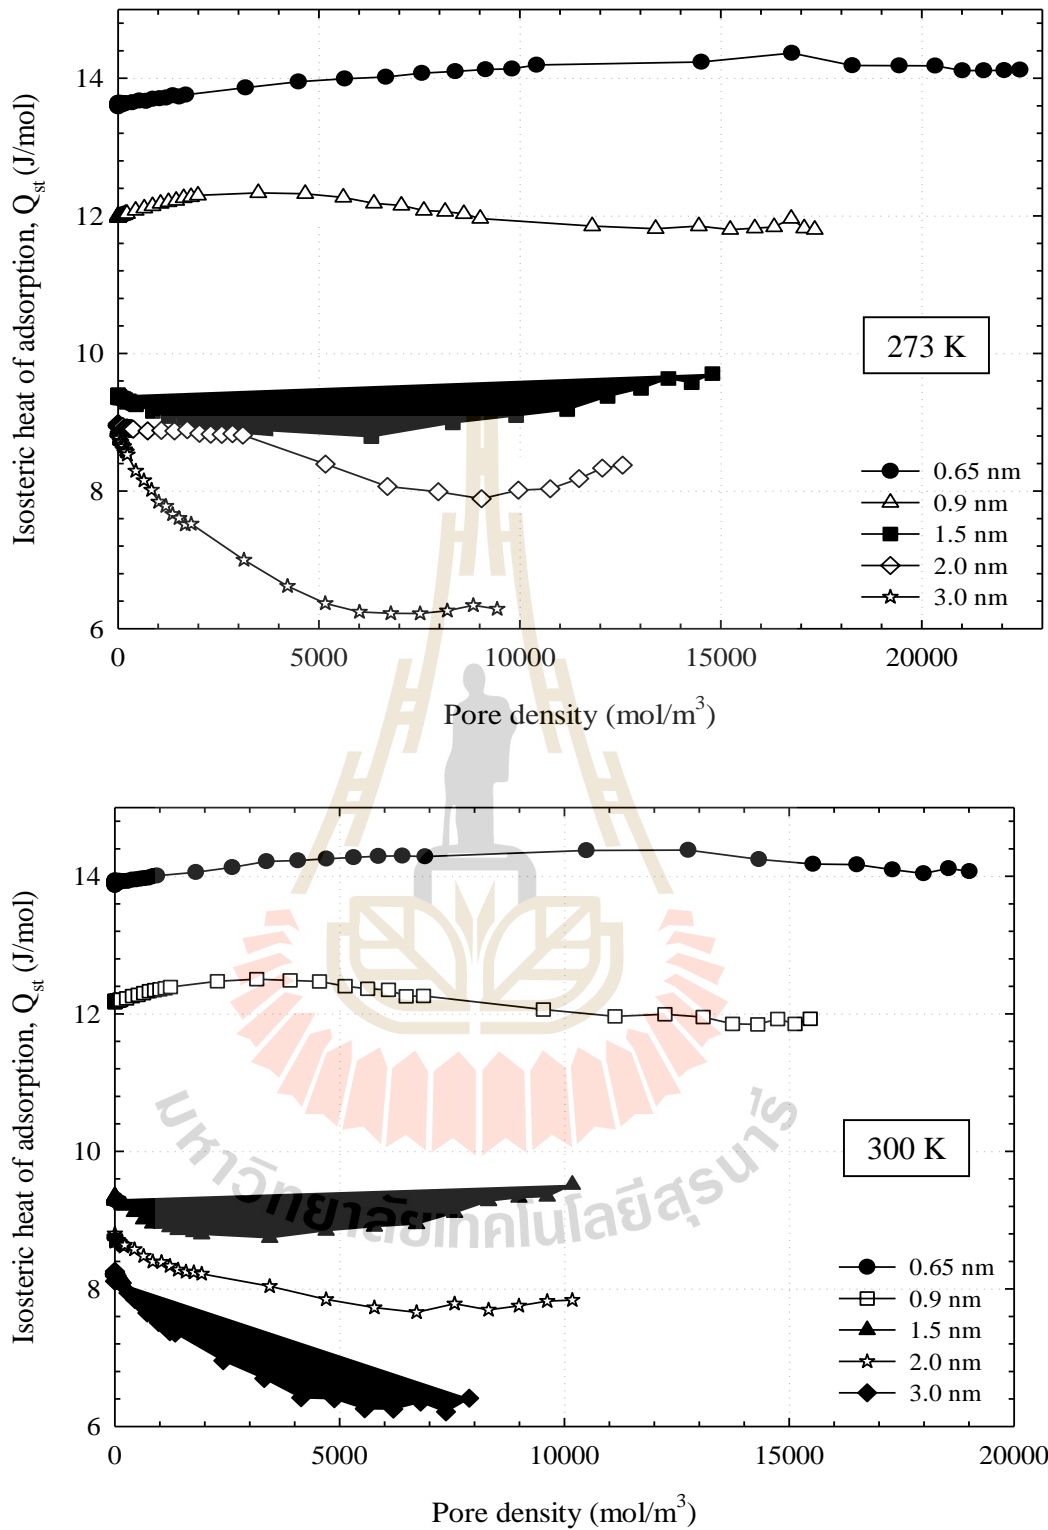 Isosteric heat of adsorption, Qst (J/mol)
14
12
10
8
6
273 K
0.65 nm
0.9 nm
1.5 nm
2.0 nm
3.0 nm
0 5000 10000 15000 20000
Pore density (mol/m3)
Isosteric heat of adsorption, Qst (J/mol)
14
12
10
8
6
300 K
0.65 nm
0.9 nm
1.5 nm
2.0 nm
3.0 nm
มหาวิทยาลัยเทคโนโลยีสุรนารี
0 5000 10000 15000 20000
Pore density (mol/m3)